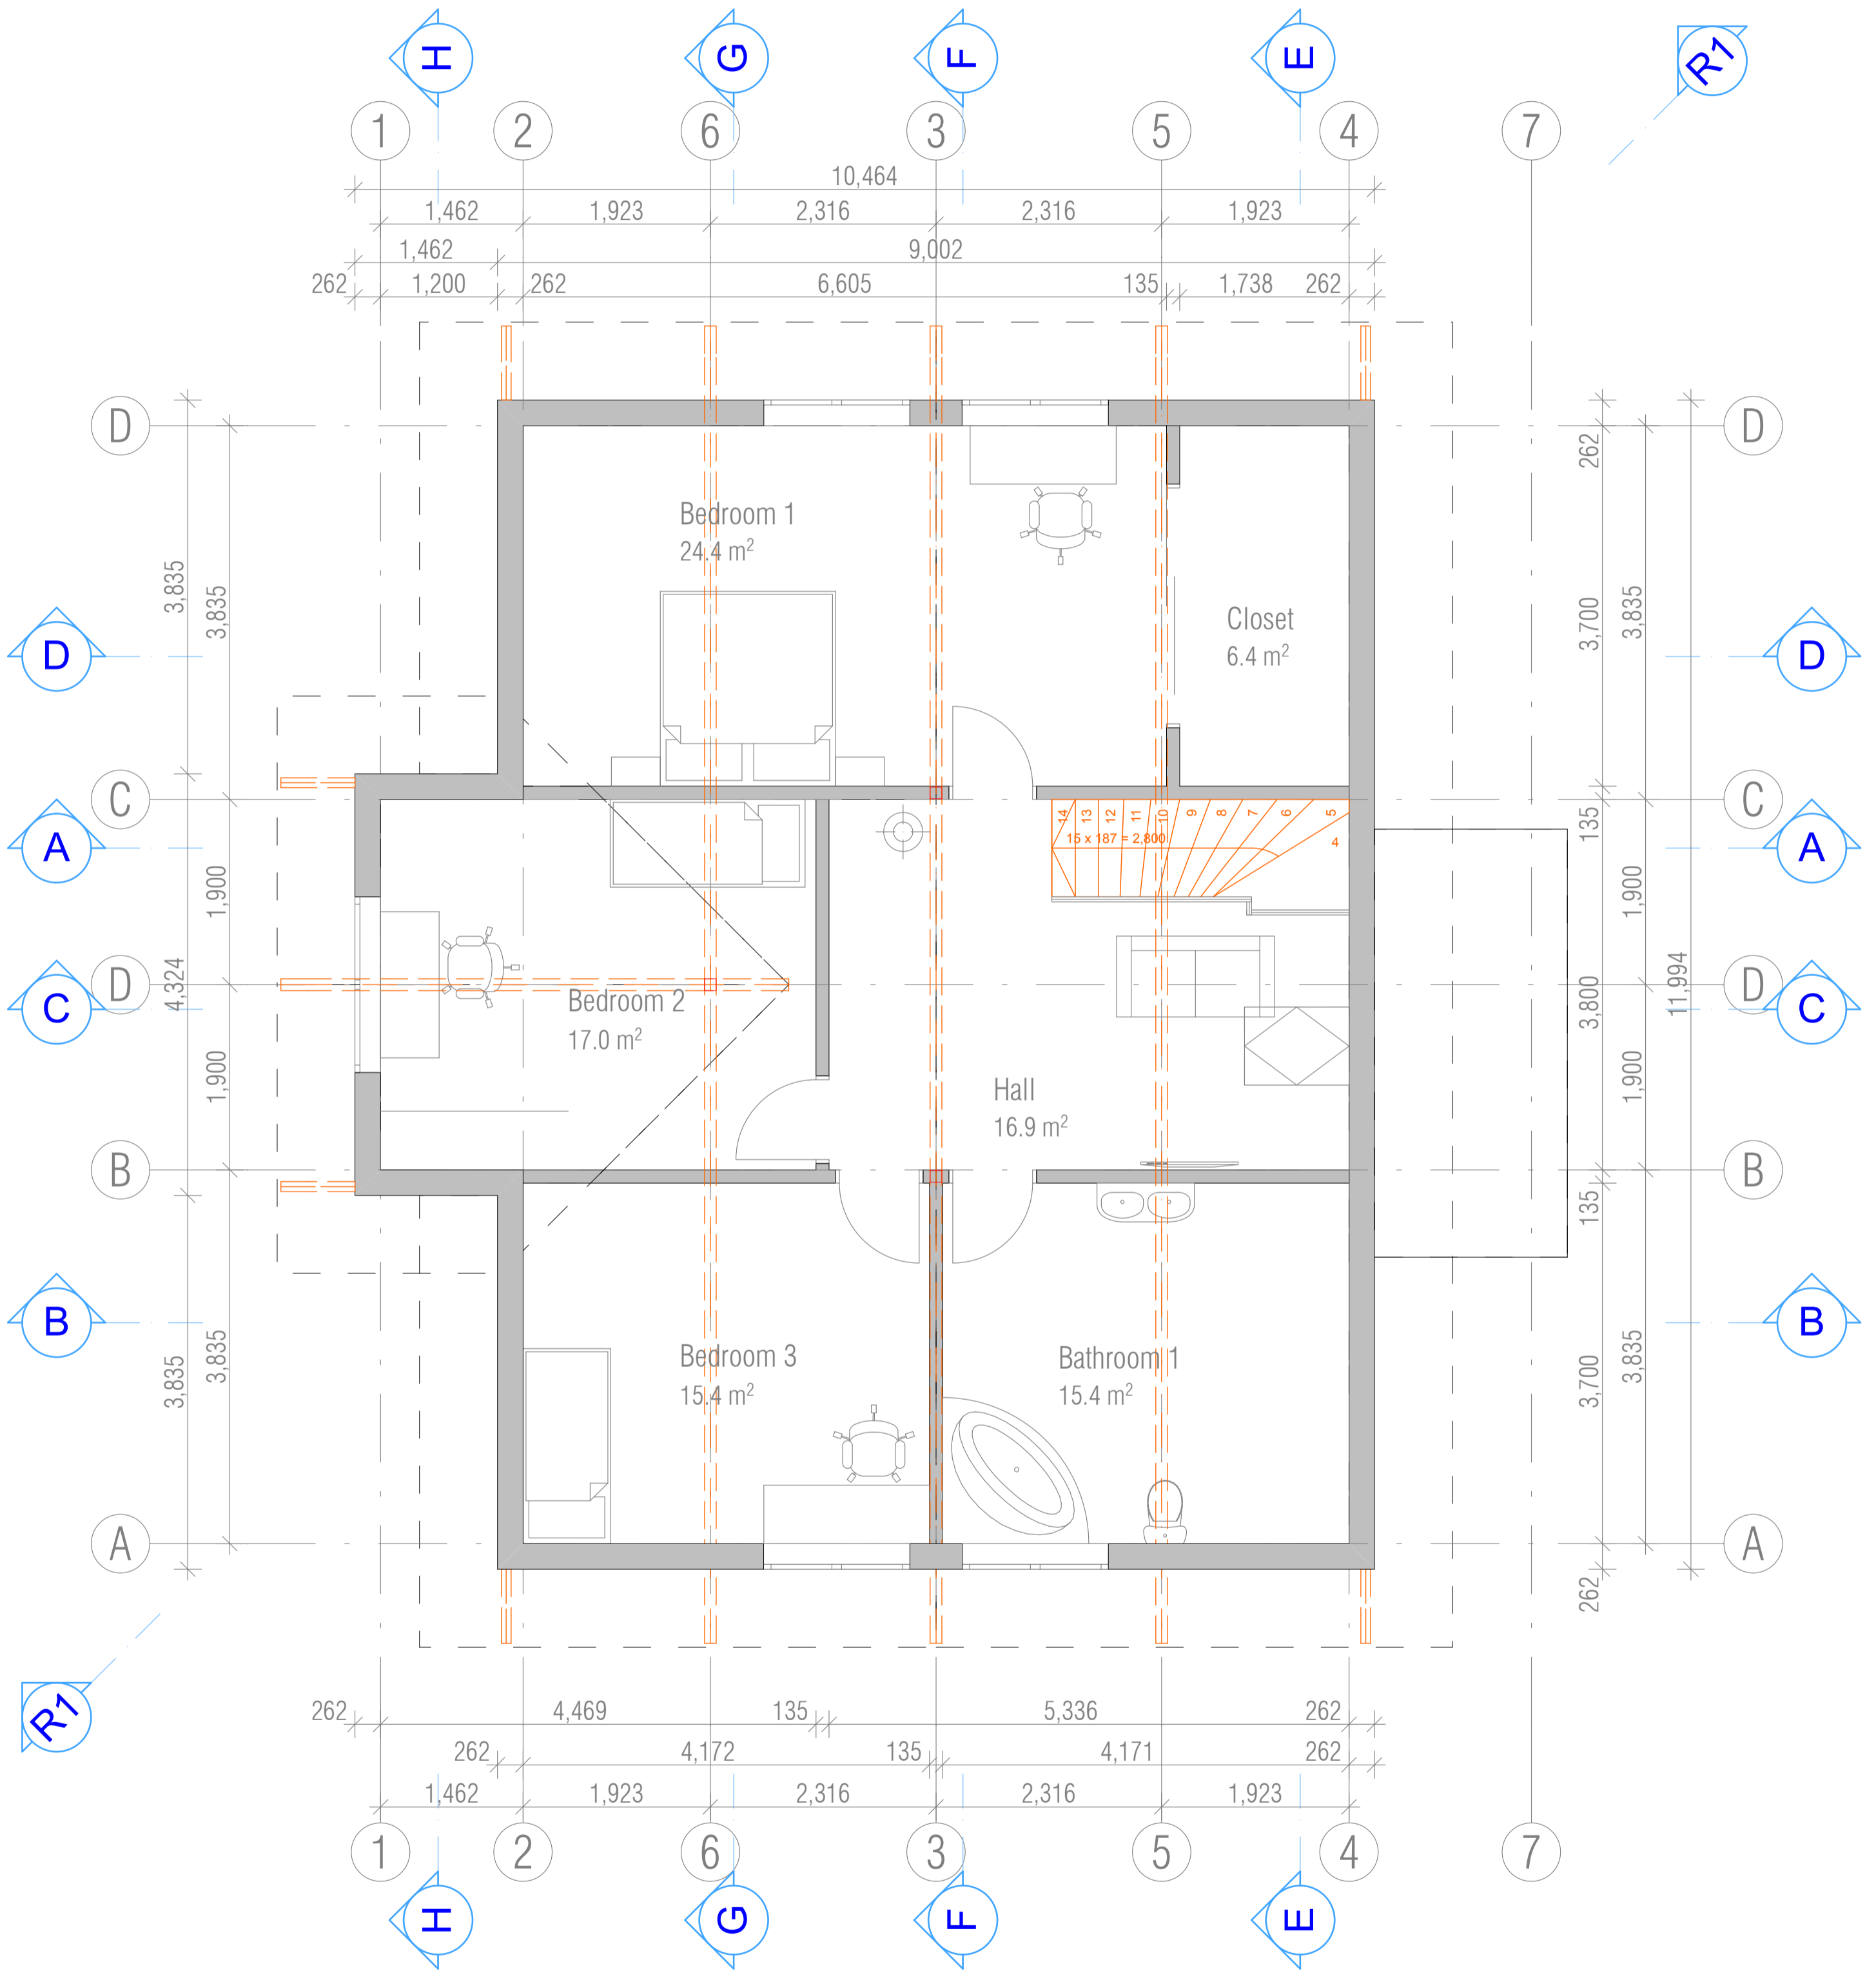 H G F E R1
1 2 6 3 5 4 7
10,464
1,462 1,923 2,316 2,316 1,923
1,462 9,002
262 1,200 262 6,605 135 1,738 262
D D
262
Bedroom 1
24.4 m²
3,835 3,835 3,700 3,835
Closet
6.4 m²
D D
C C
135
14 13 12 11 10 9 8 7 6 5
15 x 187 = 2,800
4
A A
1,900 1,900
D D
4,324 3,800 11,994
Bedroom 2
17.0 m²
C C
1,900 1,900
Hall
16.9 m²
B B
135
B B
Bedroom 3
15.4 m²
Bathroom 1
15.4 m²
3,835 3,835 3,700 3,835
A A
262
R1
262 4,469 135 5,336 262
262 4,172 135 4,171 262
1,462 1,923 2,316 2,316 1,923
1 2 6 3 5 4 7
H G F E